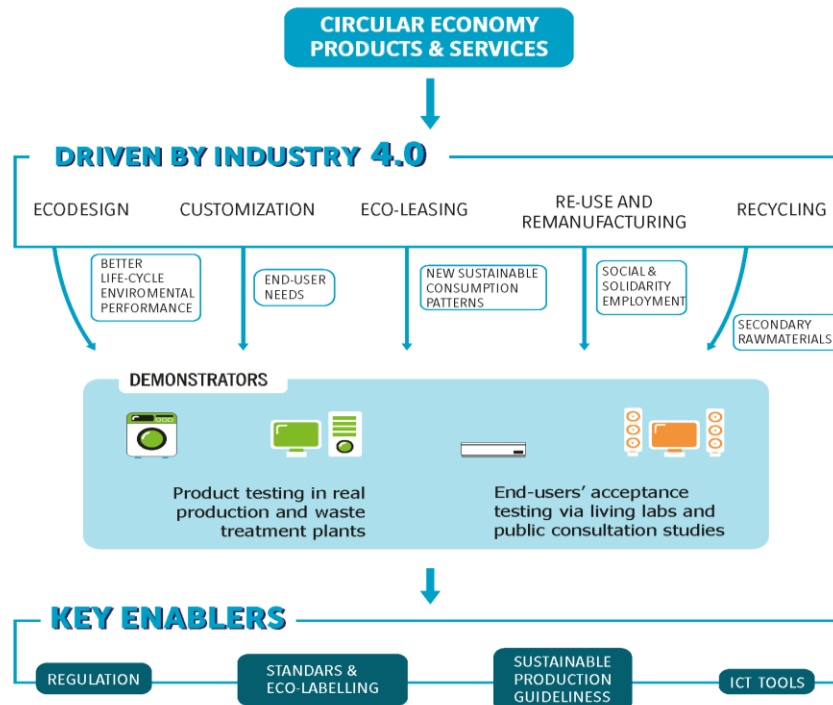 CIRCULAR ECONOMY
PRODUCTS & SERVICES
DRIVEN BY INDUSTRY 4.0
ECODESIGN
CUSTOMIZATION
ECO-LEASING
RE-USE AND
REMANUFACTURING
RECYCLING
BETTER
LIFE-CYCLE
ENVIROMENTAL
PERFORMANCE
END-USER
NEEDS
NEW SUSTAINABLE
CONSUMPTION
PATTERNS
SOCIAL &
SOLIDARITY
EMPLOYMENT
SECONDARY
RAWMATERIALS
DEMONSTRATORS
Product testing in real
production and waste
treatment plants
End-users' acceptance
testing via living labs and
public consultation studies
KEY ENABLERS
REGULATION
STANDARS &
ECO-LABELLING
SUSTAINABLE
PRODUCTION
GUIDELINESS
ICT TOOLS